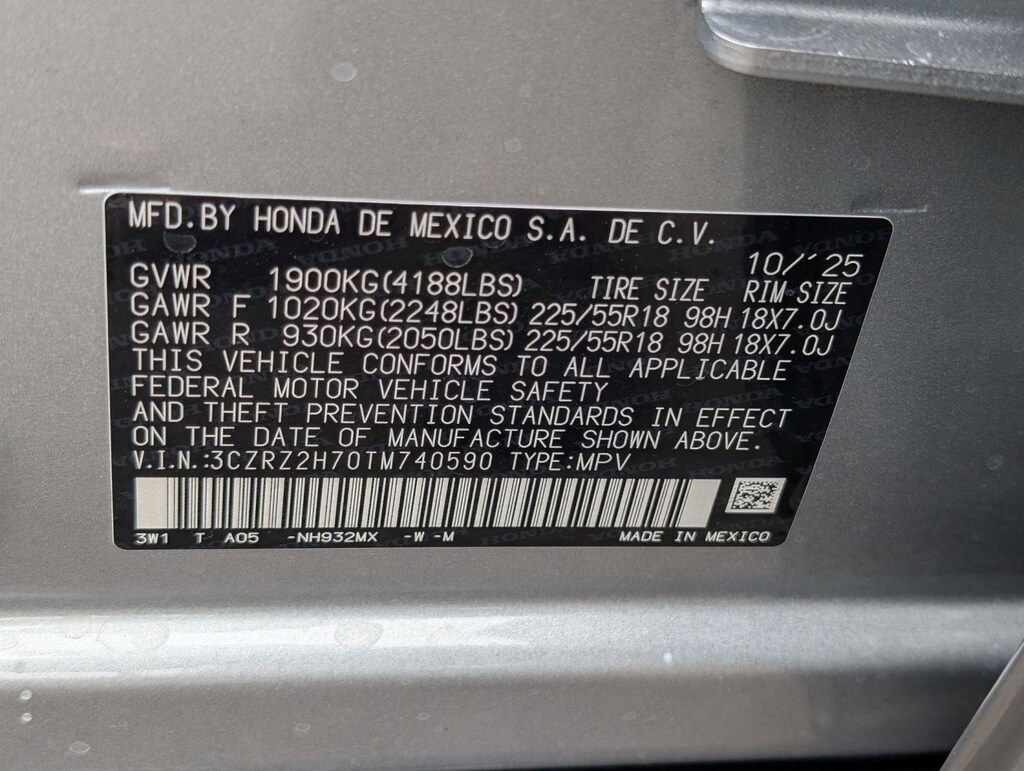 MFD.BY HONDA DE MEXICO S.A. DE C.V.
10/'25
GVWR 1900KG(4188LBS) TIRE SIZE RIM SIZE
GAWR F 1020KG(2248LBS) 225/55R18 98H 18X7.0J
GAWR R 930KG(2050LBS) 225/55R18 98H 18X7.0J
THIS VEHICLE CONFORMS TO ALL APPLICABLE
FEDERAL MOTOR VEHICLE SAFETY
AND THEFT PREVENTION STANDARDS IN EFFECT
ON THE DATE OF MANUFACTURE SHOWN ABOVE.
V.I.N.:3CZRZ2H70TM740590 TYPE:MPV
3W1 T A05 -NH932MX -W -M MADE IN MEXICO